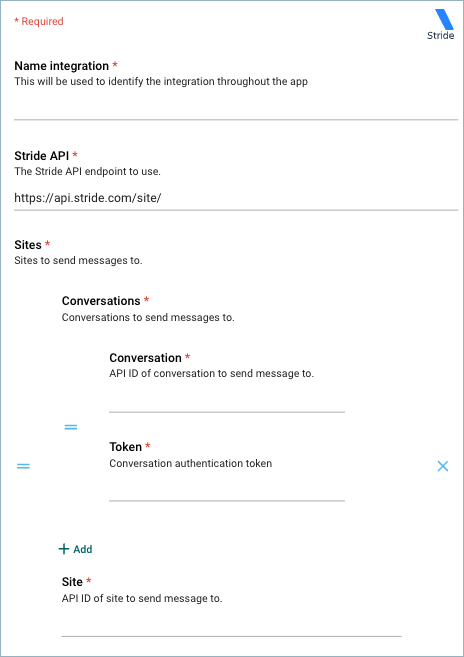 * Required
Stride
Name integration *
This will be used to identify the integration throughout the app
Stride API *
The Stride API endpoint to use.
https://api.stride.com/site/
Sites *
Sites to send messages to.
Conversations *
Conversations to send messages to.
Conversation *
API ID of conversation to send message to.
Token *
Conversation authentication token
+ Add
Site *
API ID of site to send message to.